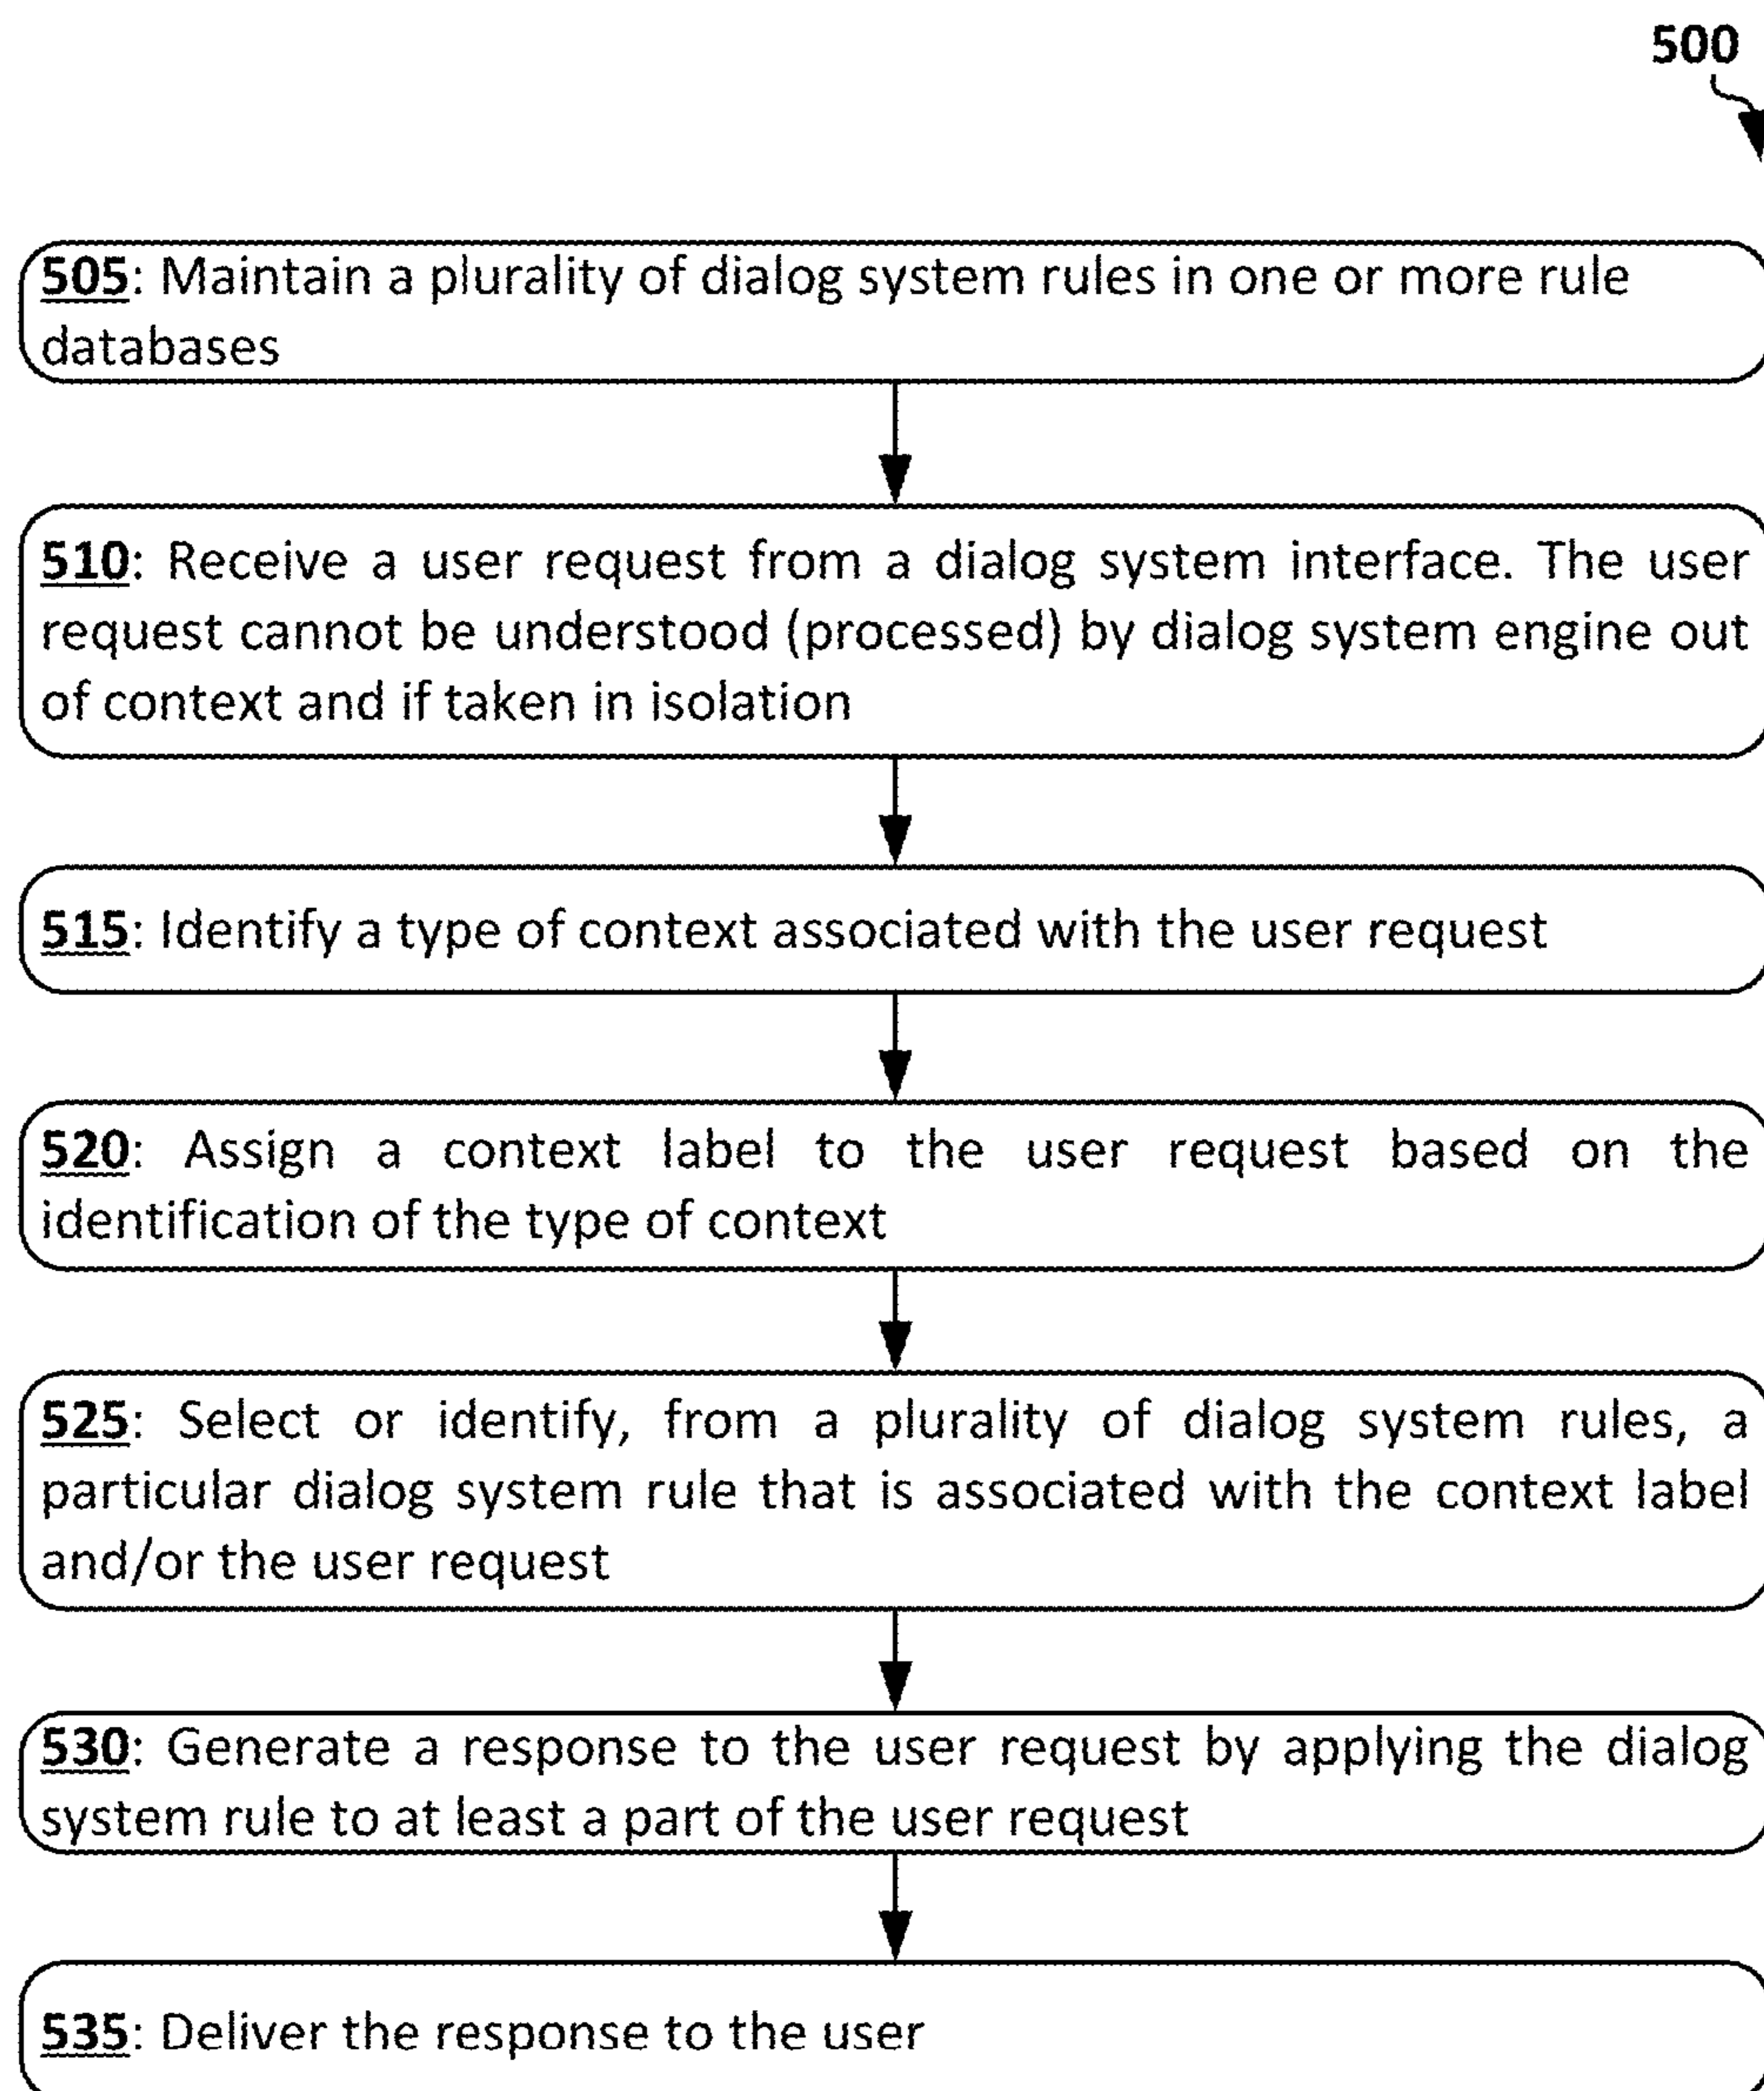 500
505: Maintain a plurality of dialog system rules in one or more rule
databases
510: Receive a user request from a dialog system interface. The user
request cannot be understood (processed) by dialog system engine out
of context and if taken in isolation
515: Identify a type of context associated with the user request
520: Assign a context label to the user request based on the
identification of the type of context
525: Select or identify, from a plurality of dialog system rules, a
particular dialog system rule that is associated with the context label
and/or the user request
530: Generate a response to the user request by applying the dialog
system rule to at least a part of the user request
535: Deliver the response to the user